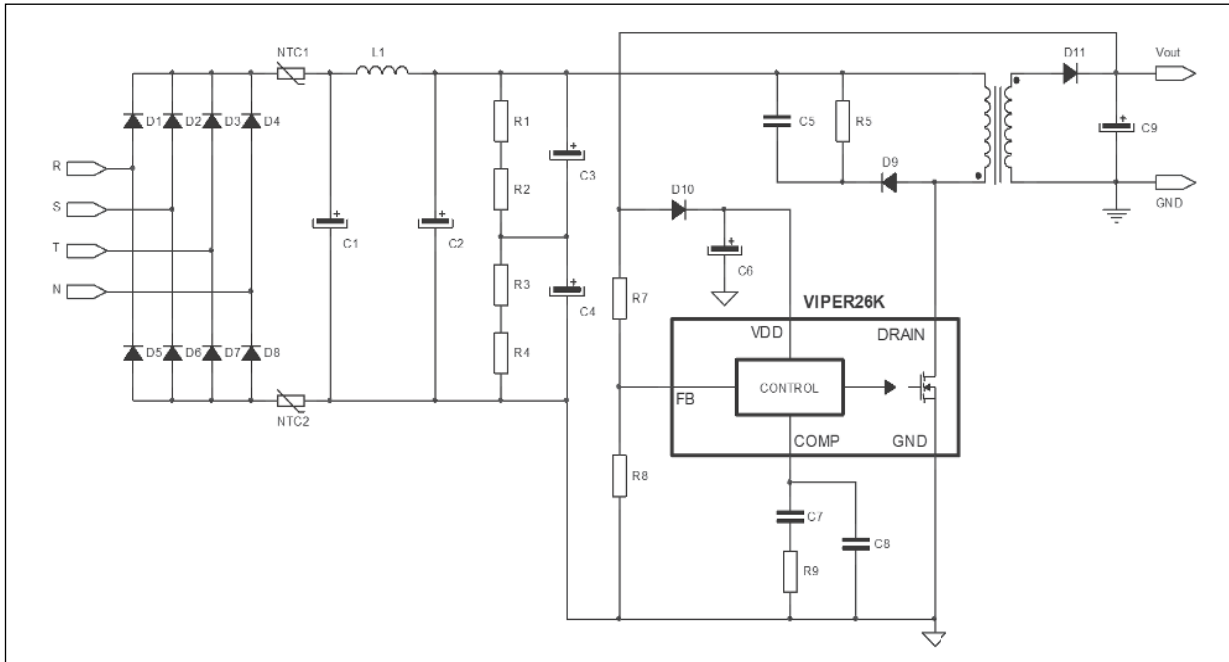 NTC1
L1
D11
Vout
D1
D2
D3
D4
R1
C5
R5
C9
R
D9
R2
C3
D10
S
GND
C1
C2
T
C6
R3
N
R7
C4
VIPER26K
VDD
DRAIN
D5
D6
D7
D8
R4
CONTROL
FB
NTC2
COMP
GND
R8
C7
C8
R9